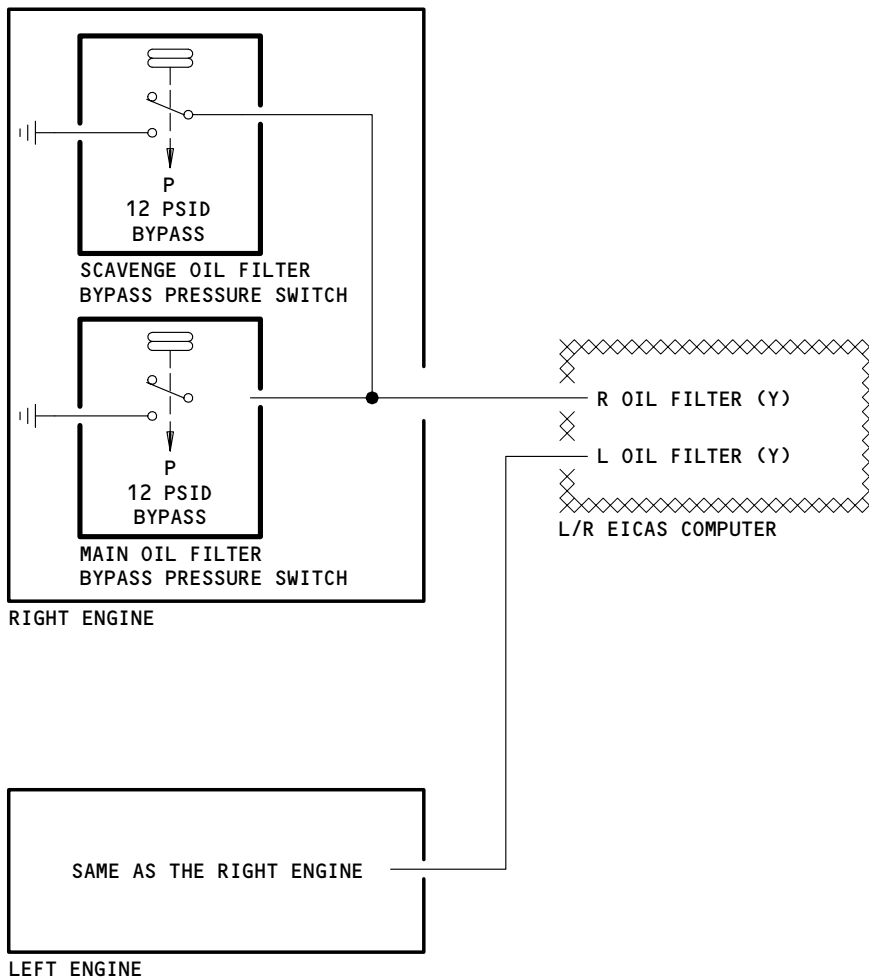 P
12 PSID
BYPASS
SCAVENGE OIL FILTER
BYPASS PRESSURE SWITCH
P
12 PSID
BYPASS
MAIN OIL FILTER
BYPASS PRESSURE SWITCH
RIGHT ENGINE
R OIL FILTER (Y)
L OIL FILTER (Y)
L/R EICAS COMPUTER
SAME AS THE RIGHT ENGINE
LEFT ENGINE